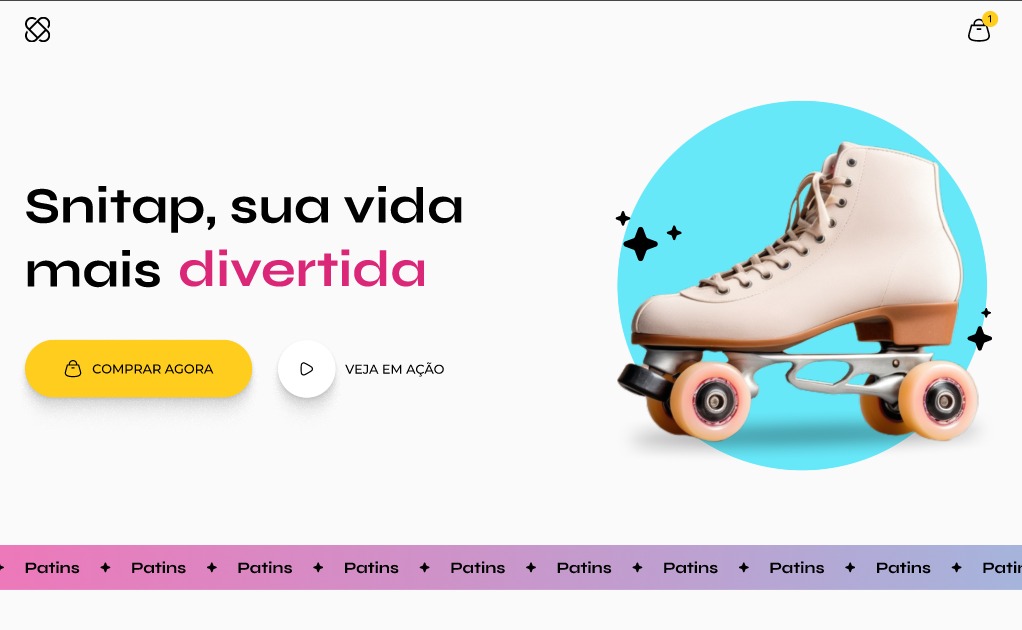 1
Snitap, sua vida
mais divertida
COMPRAR AGORA
VEJA EM AÇÃO
Patins Patins Patins Patins Patins Patins Patins Patins Patins Patin